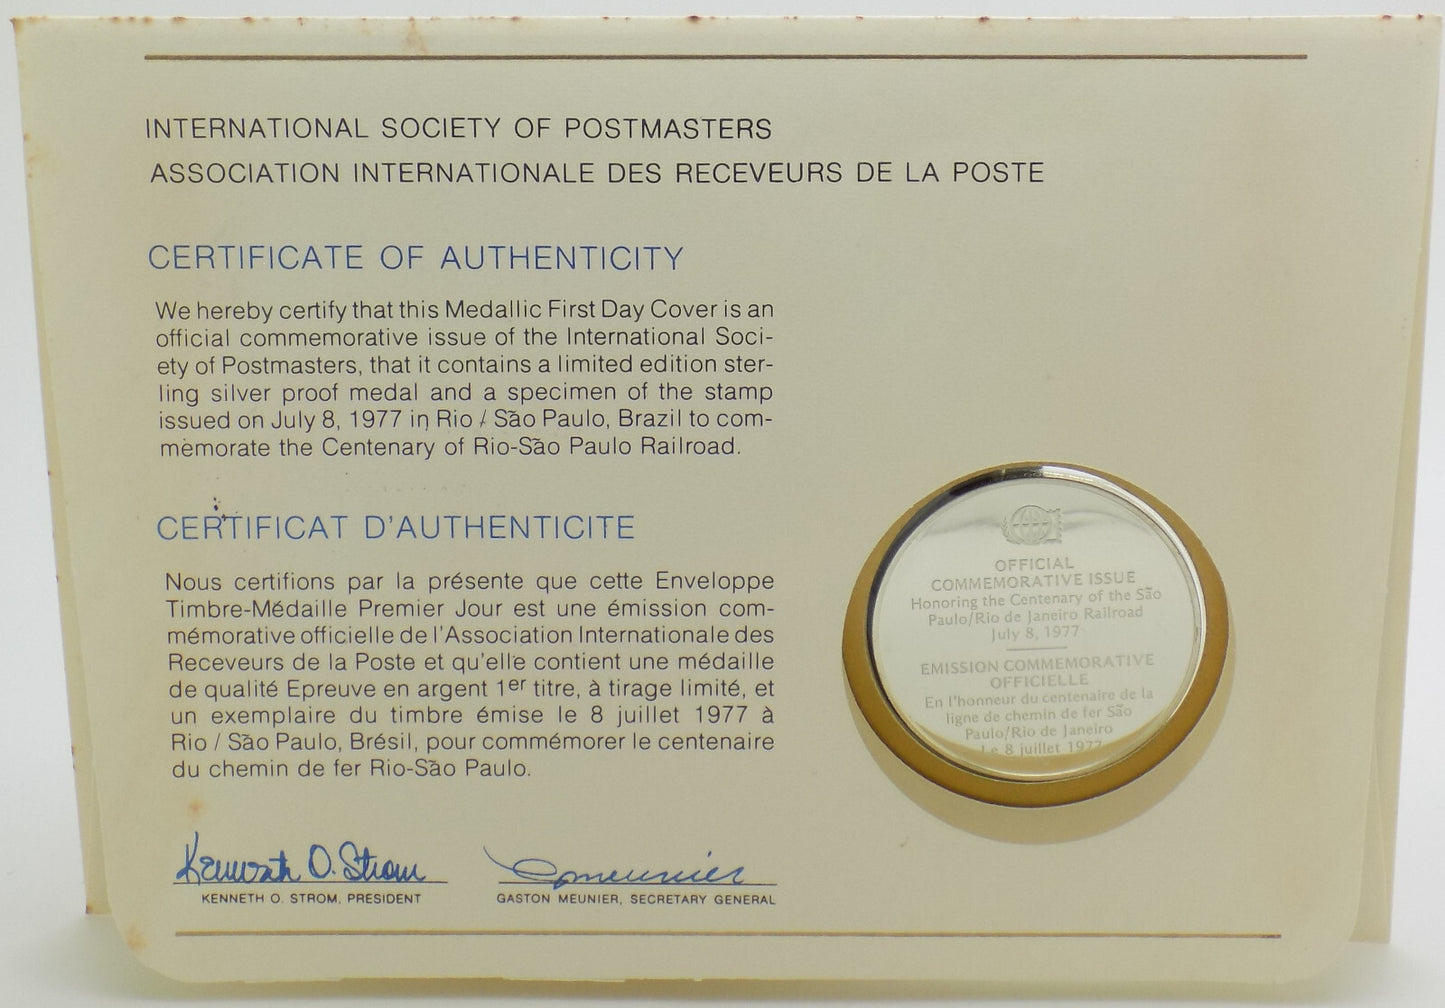 INTERNATIONAL SOCIETY OF POSTMASTERS
ASSOCIATION INTERNATIONALE DES RECEVEURS DE LA POSTE
CERTIFICATE OF AUTHENTICITY
We hereby certify that this Medallic First Day Cover is an
official commemorative issue of the International Soci-
ety of Postmasters, that it contains a limited edition ster-
ling silver proof medal and a specimen of the stamp
issued on July 8, 1977 in Rio / São Paulo, Brazil to com-
memorate the Centenary of Rio-São Paulo Railroad.
CERTIFICAT D'AUTHENTICITE
Nous certifions par la présente que cette Enveloppe
Timbre-Médaille Premier Jour est une émission com-
mémorative officielle de l'Association Internationale des
Receveurs de la Poste et qu'elle contient une médaille
de qualité Epreuve en argent 1er titre, à tirage limité, et
un exemplaire du timbre émise le 8 juillet 1977 à
Rio / São Paulo, Brésil, pour commémorer le centenaire
du chemin de fer Rio-São Paulo.
Kenneth O. Strom
KENNETH O. STROM, PRESIDENT
GMeunier
GASTON MEUNIER, SECRETARY GENERAL
OFFICIAL
COMMEMORATIVE ISSUE
Honoring the Centenary of the São
Paulo/Rio de Janeiro Railroad
July 8, 1977
EMISSION COMMEMORATIVE
OFFICIELLE
En l'honneur du centenaire de la
ligne de chemin de fer São
Paulo/Rio de Janeiro
Le 8 juillet 1977